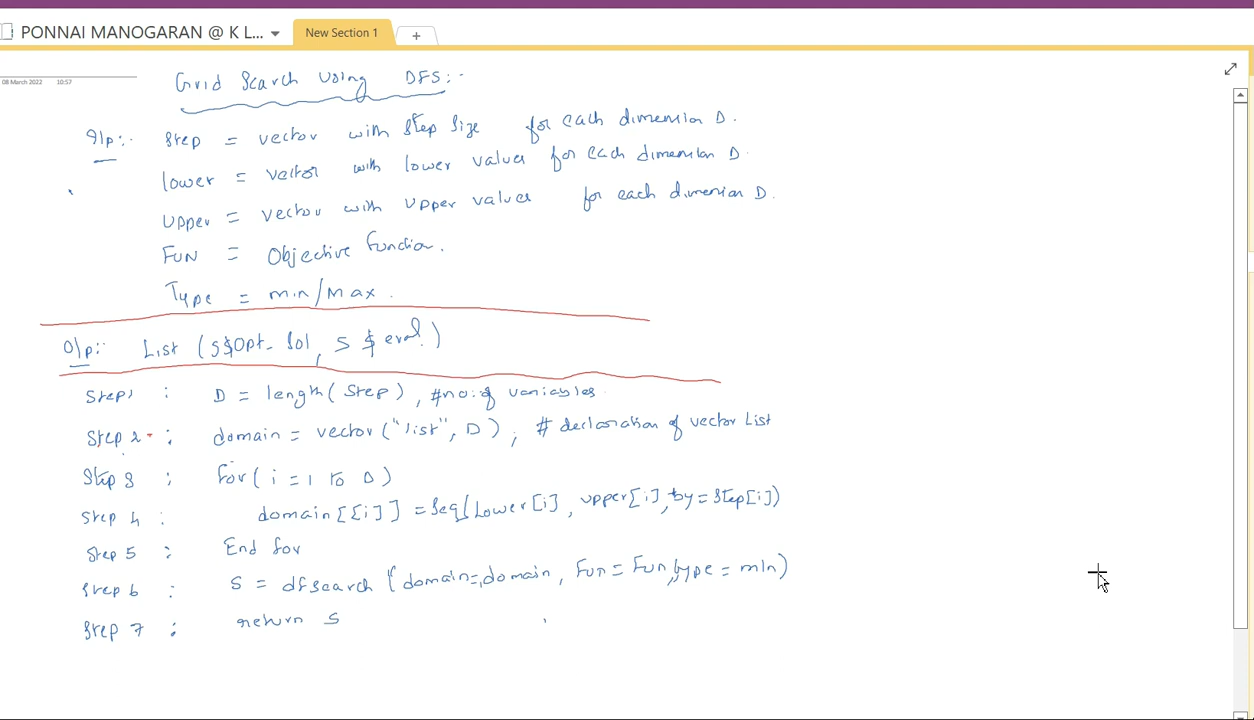 PONNAI MANOGARAN @ K L...
New Section 1
+
08 March 2022 10:57
Grid Search Using DFS:-
I/p:- Step = vector with Step Size for each dimension D.
lower = vector with lower values for each dimension D.
Upper = vector with Upper values for each dimension D.
FUN = Objective function.
Type = min/max.
O/p:- List (S$Opt_Sol, S$eval)
Step 1 : D = length(Step), #no.of variables.
Step 2 : domain = vector("list", D); # declaration of vector List
Step 3 : for( i = 1 to D)
Step 4 : domain[[i]] = Seq(Lower[i], upper[i], by=Step[i])
Step 5 : End for
Step 6 : S = dfsearch (domain=domain, Fun = Fun, type = min)
Step 7 : return S